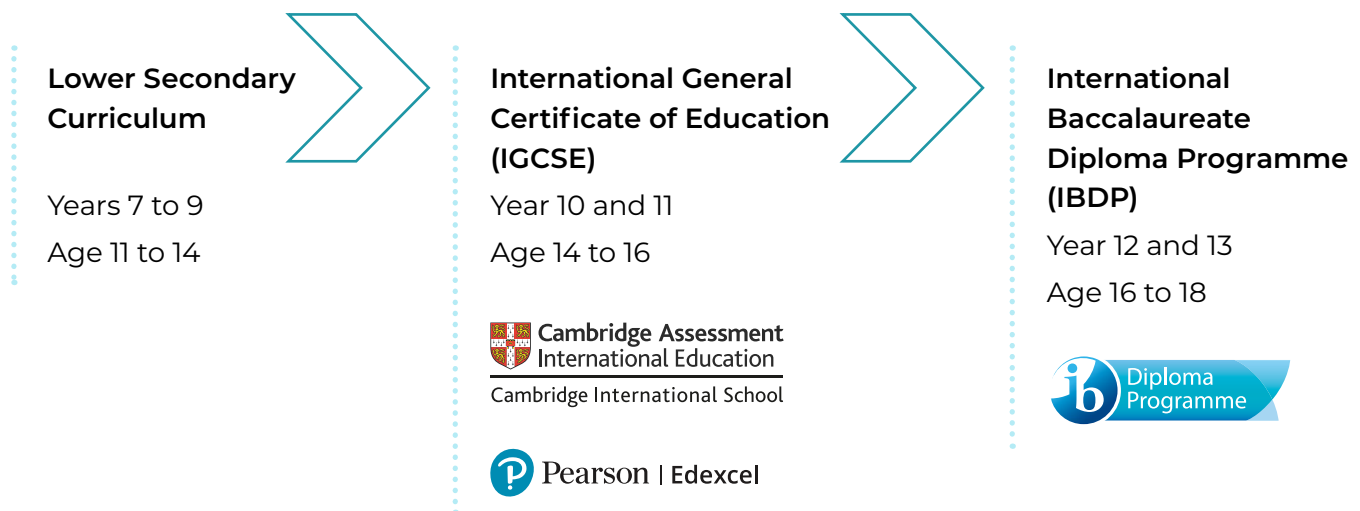 Lower Secondary
Curriculum
Years 7 to 9
Age 11 to 14
International General
Certificate of Education
(IGCSE)
Year 10 and 11
Age 14 to 16
Cambridge Assessment
International Education
Cambridge International School
Pearson | Edexcel
International
Baccalaureate
Diploma Programme
(IBDP)
Year 12 and 13
Age 16 to 18
ib Diploma
Programme